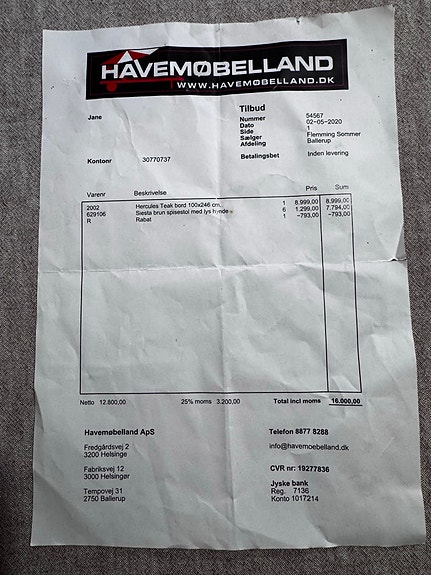 HAVEMØBELLAND
WWW.HAVEMØBELLAND.DK
Tilbud
Jane
Nummer 54567
Dato 02-05-2020
Side 1
Sælger Flemming Sommer
Afdeling Ballerup
Kontonr 30770737
Betalingsbet Inden levering
Varenr Beskrivelse Pris Sum
2002 Hercules Teak bord 100x246 cm. 1 8.999,00 8.999,00
629106 Siesta brun spisestol med lys hynde 6 1.299,00 7.794,00
R Rabat 1 -793,00 -793,00
Netto 12.800,00 25% moms 3.200,00 Total incl moms 16.000,00
Havemøbelland ApS
Telefon 8877 8288
Fredgårdsvej 2
info@havemoebelland.dk
3200 Helsinge
Fabriksvej 12
CVR nr: 19277836
3000 Helsingør
Jyske bank
Tempovej 31
Reg. 7136
2750 Ballerup
Konto 1017214